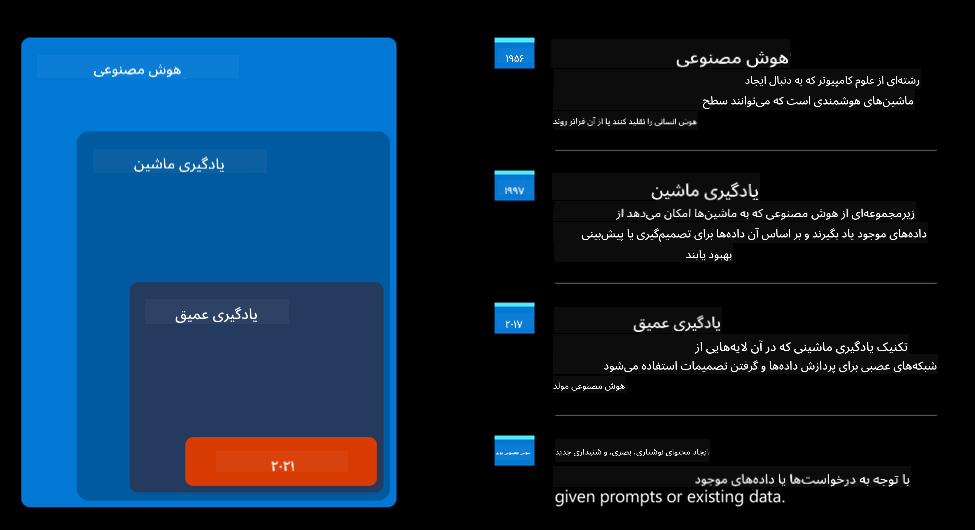 هوش مصنوعی
یادگیری ماشین
یادگیری عمیق
۲۰۲۱
۱۹۵۶
هوش مصنوعی
رشته‌ای از علوم کامپیوتر که به دنبال ایجاد
ماشین‌های هوشمندی است که می‌توانند سطح
هوش انسانی را تقلید کنند یا از آن فراتر روند
۱۹۹۷
یادگیری ماشین
زیرمجموعه‌ای از هوش مصنوعی که به ماشین‌ها امکان می‌دهد از
داده‌های موجود یاد بگیرند و بر اساس آن داده‌ها برای تصمیم‌گیری یا پیش‌بینی
بهبود یابند
۲۰۱۷
یادگیری عمیق
تکنیک یادگیری ماشینی که در آن لایه‌هایی از
شبکه‌های عصبی برای پردازش داده‌ها و گرفتن تصمیمات استفاده می‌شود
هوش مصنوعی مولد
ایجاد محتوای نوشتاری، بصری، و شنیداری جدید
با توجه به درخواست‌ها یا داده‌های موجود
given prompts or existing data.